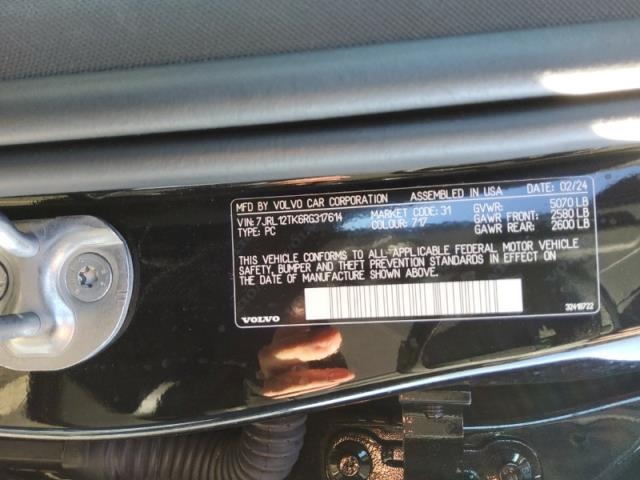 MFD BY VOLVO CAR CORPORATION ASSEMBLED IN USA DATE: 02/24
VIN: 7JRL12TK6RG317614 MARKET CODE: 31 GVWR: 5070 LB
TYPE: PC COLOUR: 717 GAWR FRONT: 2580 LB
GAWR REAR: 2600 LB
THIS VEHICLE CONFORMS TO ALL APPLICABLE FEDERAL MOTOR VEHICLE
SAFETY, BUMPER AND THEFT PREVENTION STANDARDS IN EFFECT ON
THE DATE OF MANUFACTURE SHOWN ABOVE.
VOLVO 32419722